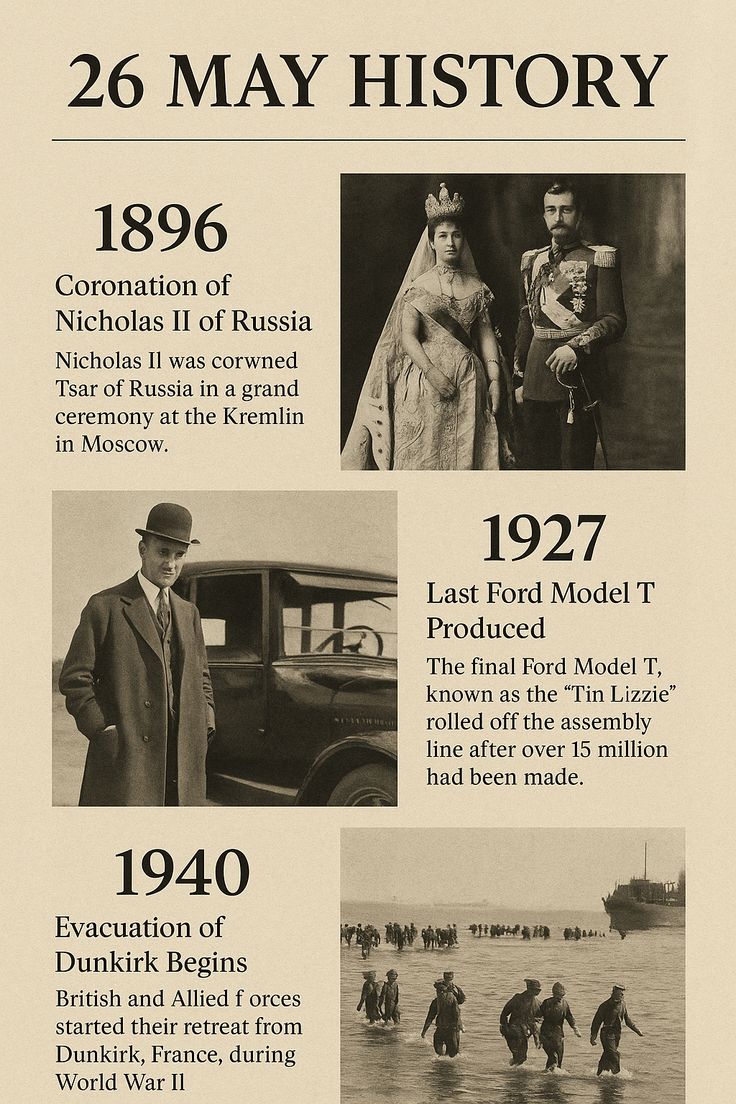 26 MAY HISTORY
1896
Coronation of
Nicholas II of Russia
Nicholas Il was corwned
Tsar of Russia in a grand
ceremony at the Kremlin
in Moscow.
1927
Last Ford Model T
Produced
The final Ford Model T,
known as the “Tin Lizzie”
rolled off the assembly
line after over 15 million
had been made.
1940
Evacuation of
Dunkirk Begins
British and Allied f orces
started their retreat from
Dunkirk, France, during
World War Il